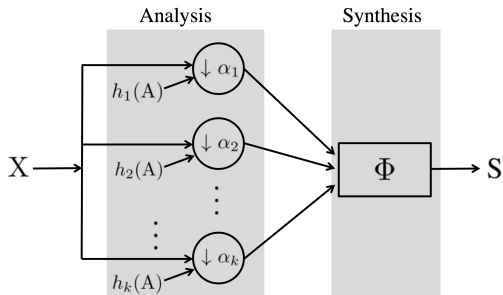 Analysis Synthesis
↓ α₁
h₁(A)
↓ α₂
h₂(A)
X Φ S
⋮ ⋮
↓ αₖ
hₖ(A)